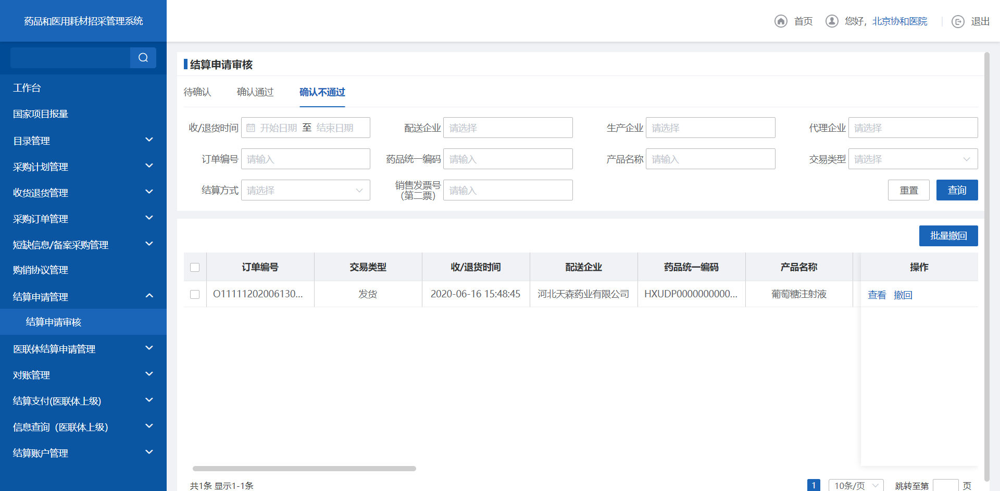 药品和医用耗材招采管理系统
首页
您好，北京协和医院
退出
工作台
国家项目报量
目录管理
采购计划管理
收货退货管理
采购订单管理
短缺信息/备案采购管理
购销协议管理
结算申请管理
结算申请审核
医联体结算申请管理
对账管理
结算支付(医联体上级)
信息查询（医联体上级）
结算账户管理
结算申请审核
待确认 确认通过 确认不通过
收/退货时间 开始日期 至 结束日期 配送企业 请选择 生产企业 请选择 代理企业 请选择
订单编号 请输入 药品统一编码 请输入 产品名称 请输入 交易类型 请选择
结算方式 请选择 销售发票号 请输入 重置 查询
（第二票）
批量撤回
订单编号 交易类型 收/退货时间 配送企业 药品统一编码 产品名称 操作
O11111202006130... 发货 2020-06-16 15:48:45 河北天森药业有限公司 HXUDP0000000000... 葡萄糖注射液 查看 撤回
共1条 显示1-1条 1 10条/页 跳转至第 页